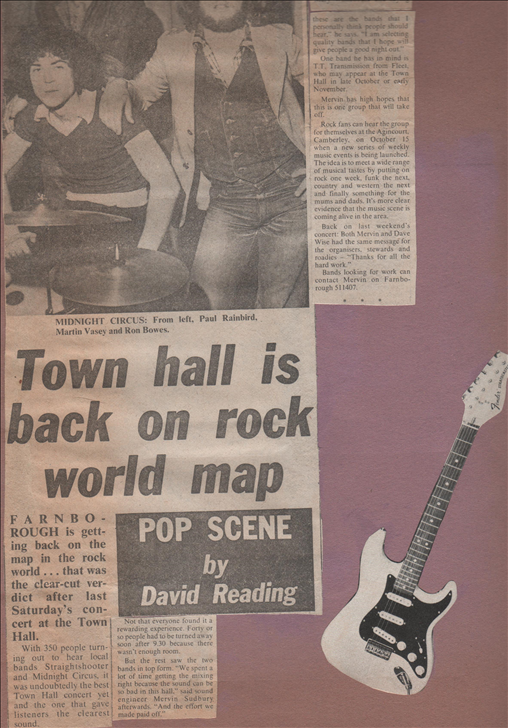 MIDNIGHT CIRCUS: From left, Paul Rainbird,
Martin Vasey and Ron Bowes.
Town hall is
back on rock
world map
POP SCENE
by
David Reading
FARNBO-
ROUGH is gett-
ing back on the
map in the rock
world . . . that was
the clear-cut ver-
dict after last
Saturday's con-
cert at the Town
Hall.
With 350 people turn-
ing out to hear local
bands Straightshooter
and Midnight Circus, it
was undoubtedly the best
Town Hall concert yet
and the one that gave
listeners the clearest
sound.
Not that everyone found it a
rewarding experience. Forty or
so people had to be turned away
soon after 9.30 because there
wasn't enough room.
But the rest saw the two
bands in top form. "We spent a
lot of time getting the mixing
right because the sound can be
so bad in this hall," said sound
engineer Mervin Sudbury
afterwards. "And the effort we
made paid off."
these are the bands that I
personally think people should
hear," he says. "I am selecting
quality bands that I hope will
give people a good night out."
One band he has in mind is
T.T. Transmission from Fleet,
who may appear at the Town
Hall in late October or early
November.
Mervin has high hopes that
this is one group that will take
off.
Rock fans can hear the group
for themselves at the Agincourt,
Camberley, on October 15
when a new series of weekly
music events is being launched.
The idea is to meet a wide range
of musical tastes by putting on
rock one week, funk the next,
country and western the next
and finally something for the
mums and dads. It's more clear
evidence that the music scene is
coming alive in the area.
Back on last weekend's
concert: Both Mervin and Dave
Wise had the same message for
the organisers, stewards and
roadies — "Thanks for all the
hard work."
Bands looking for work can
contact Mervin on Farnbo-
rough 511407.
* * *
Fender